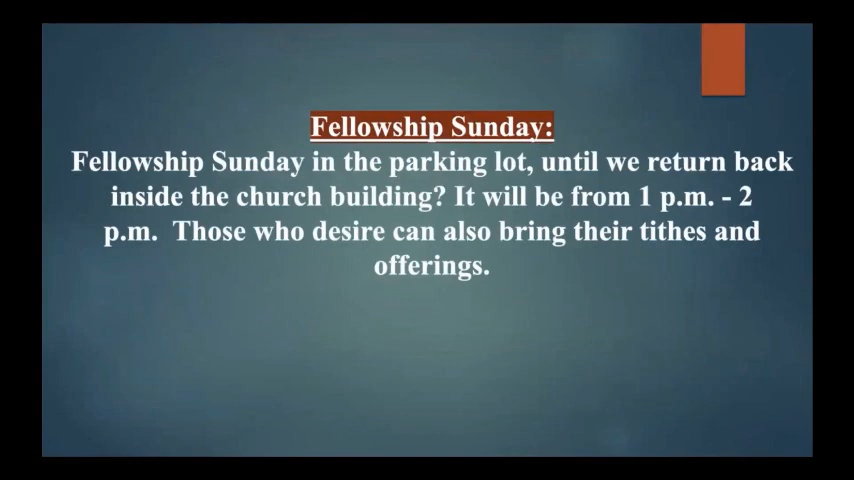 Fellowship Sunday:
Fellowship Sunday in the parking lot, until we return back
inside the church building? It will be from 1 p.m. - 2
p.m.  Those who desire can also bring their tithes and
offerings.